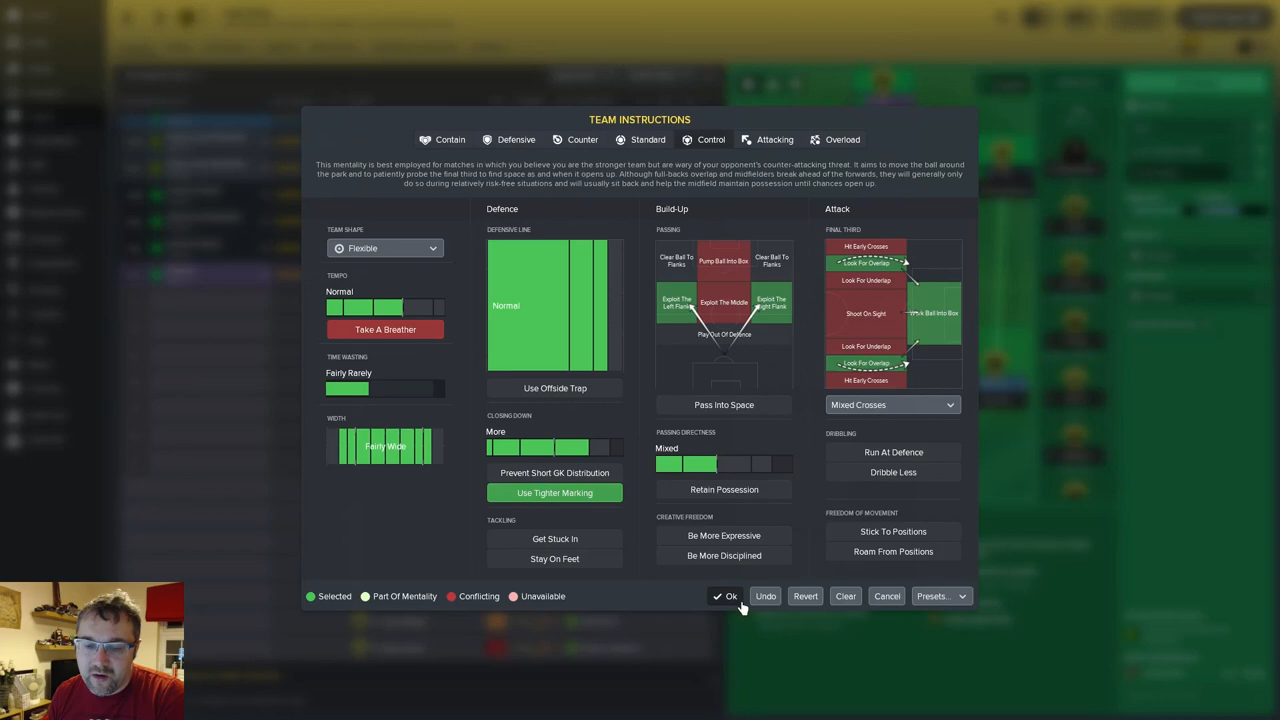 TEAM INSTRUCTIONS
Contain
Defensive
Counter
Standard
Control
Attacking
Overload
This mentality is best employed for matches in which you believe you are the stronger team but are wary of your opponent's counter-attacking threat. It aims to move the ball around
the park and to patiently probe the final third to find space as and when it opens up. Although full-backs overlap and midfielders break ahead of the forwards, they will generally only
do so during relatively risk-free situations and will usually sit back and help the midfield maintain possession until chances open up.
TEAM SHAPE
Flexible
TEMPO
Normal
Take A Breather
TIME WASTING
Fairly Rarely
WIDTH
Fairly Wide
Defence
DEFENSIVE LINE
Normal
Use Offside Trap
CLOSING DOWN
More
Prevent Short GK Distribution
Use Tighter Marking
TACKLING
Get Stuck In
Stay On Feet
Build-Up
PASSING
Clear Ball To
Flanks
Pump Ball Into Box
Clear Ball To
Flanks
Exploit The
Left Flank
Exploit The Middle
Exploit The
Right Flank
Play Out Of Defence
Pass Into Space
PASSING DIRECTNESS
Mixed
Retain Possession
CREATIVE FREEDOM
Be More Expressive
Be More Disciplined
Attack
FINAL THIRD
Hit Early Crosses
Look For Overlap
Look For Underlap
Shoot On Sight
Work Ball Into Box
Look For Underlap
Look For Overlap
Hit Early Crosses
Mixed Crosses
DRIBBLING
Run At Defence
Dribble Less
FREEDOM OF MOVEMENT
Stick To Positions
Roam From Positions
Selected
Part Of Mentality
Conflicting
Unavailable
Ok
Undo
Revert
Clear
Cancel
Presets...